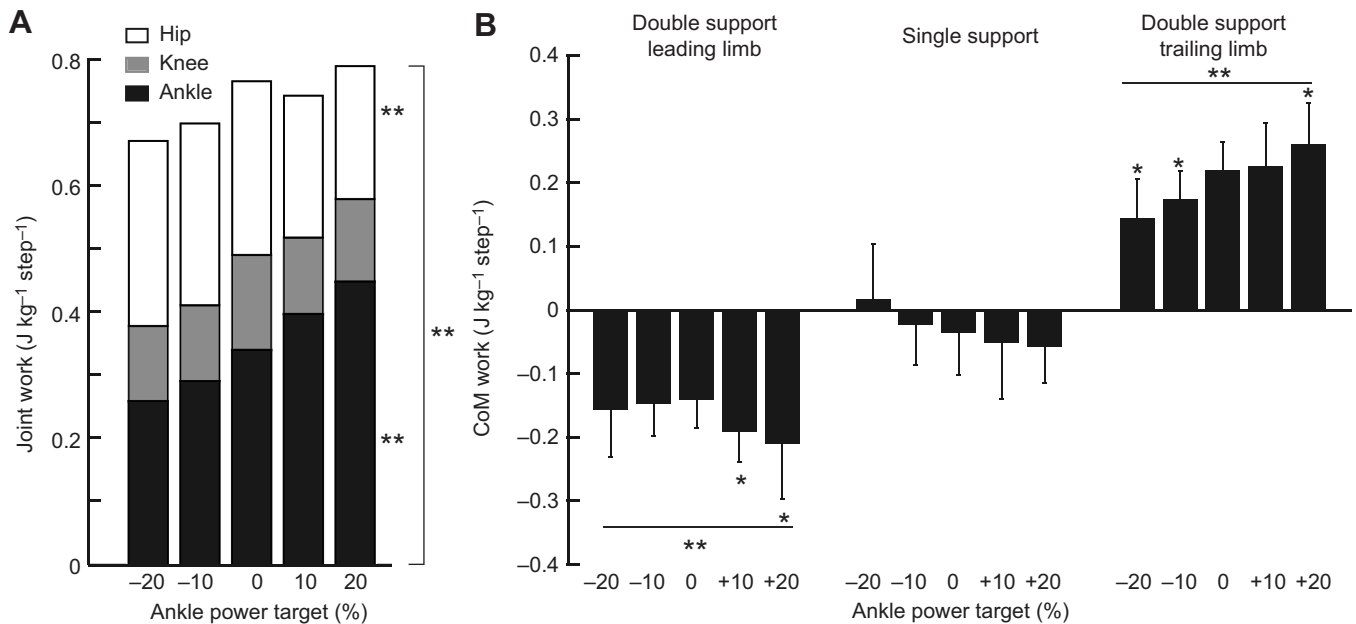 A
Hip
Knee
Ankle
0.8
0.6
0.4
0.2
0
Joint work (J kg⁻¹ step⁻¹)
**
**
**
–20 –10 0 10 20
Ankle power target (%)
B
Double support
leading limb
Single support
Double support
trailing limb
0.4
0.3
0.2
0.1
0
–0.1
–0.2
–0.3
–0.4
CoM work (J kg⁻¹ step⁻¹)
**
*
* *
*
*
**
–20 –10 0 +10 +20 –20 –10 0 +10 +20 –20 –10 0 +10 +20
Ankle power target (%)